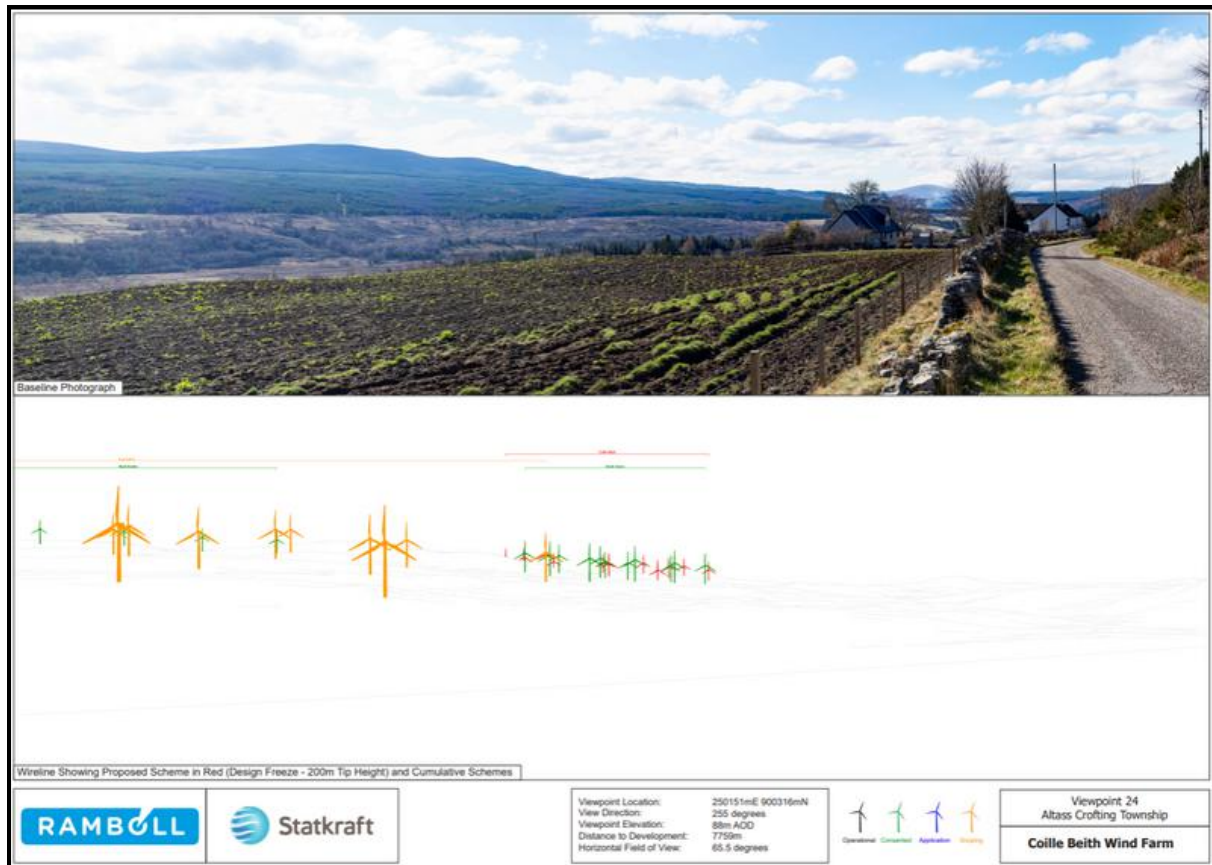 Baseline Photograph
Wireline Showing Proposed Scheme in Red (Design Freeze - 200m Tip Height) and Cumulative Schemes
RAMBOLL
Statkraft
Viewpoint Location: 250151mE 900316mN
View Direction: 255 degrees
Viewpoint Elevation: 88m AOD
Distance to Development: 7759m
Horizontal Field of View: 65.5 degrees
Operational Consented Application Scoping
Viewpoint 24
Altass Crofting Township
Coille Beith Wind Farm